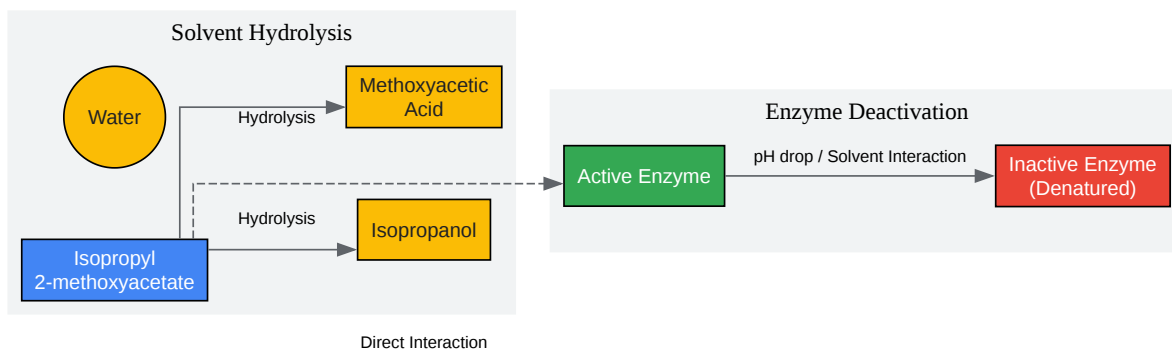 Solvent Hydrolysis
Water
Hydrolysis
Methoxyacetic
Acid
Hydrolysis
Isopropanol
Isopropyl
2-methoxyacetate
Direct Interaction
Enzyme Deactivation
Active Enzyme
pH drop / Solvent Interaction
Inactive Enzyme
(Denatured)